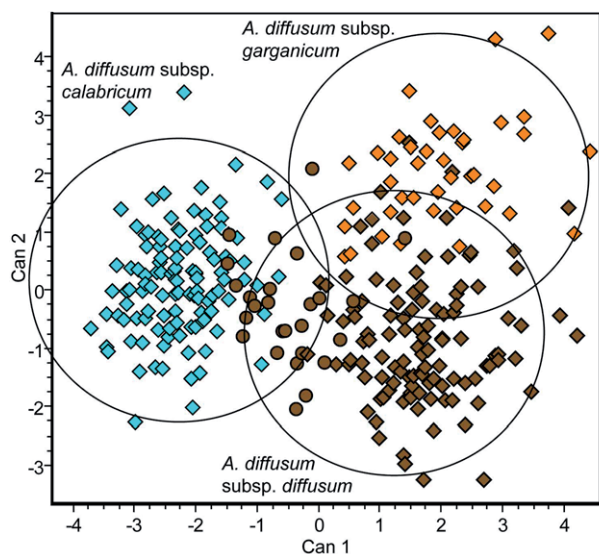 A. diffusum subsp.
garganicum
A. diffusum subsp.
calabricum
4
3
2
1
0
-1
-2
-3
Can 2
A. diffusum
subsp. diffusum
-4 -3 -2 -1 0 1 2 3 4
Can 1